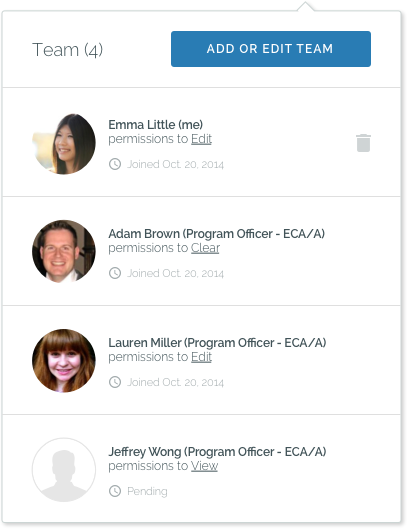 Team (4)
ADD OR EDIT TEAM
Emma Little (me)
permissions to Edit
Joined Oct. 20, 2014
Adam Brown (Program Officer - ECA/A)
permissions to Clear
Joined Oct. 20, 2014
Lauren Miller (Program Officer - ECA/A)
permissions to Edit
Joined Oct. 20, 2014
Jeffrey Wong (Program Officer - ECA/A)
permissions to View
Pending